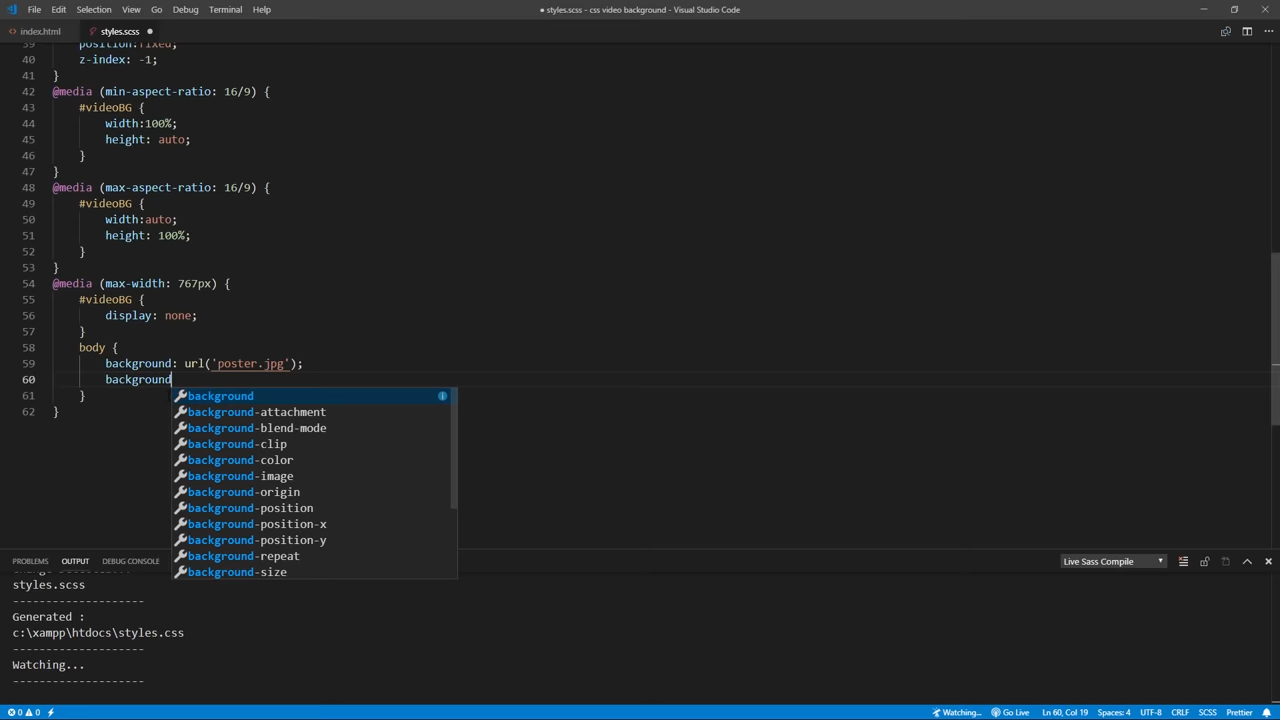 File Edit Selection View Go Debug Terminal Help
● styles.scss - css video background - Visual Studio Code
index.html styles.scss
39 position:fixed;
40 z-index: -1;
41 }
42 @media (min-aspect-ratio: 16/9) {
43 #videoBG {
44 width:100%;
45 height: auto;
46 }
47 }
48 @media (max-aspect-ratio: 16/9) {
49 #videoBG {
50 width:auto;
51 height: 100%;
52 }
53 }
54 @media (max-width: 767px) {
55 #videoBG {
56 display: none;
57 }
58 body {
59 background: url('poster.jpg');
60 background
61 }
62 }
background
background-attachment
background-blend-mode
background-clip
background-color
background-image
background-origin
background-position
background-position-x
background-position-y
background-repeat
background-size
PROBLEMS OUTPUT DEBUG CONSOLE
Live Sass Compile
styles.scss
--------------------
Generated :
c:\xampp\htdocs\styles.css
--------------------
Watching...
--------------------
0 0 Watching... Go Live Ln 60, Col 19 Spaces: 4 UTF-8 CRLF SCSS Prettier